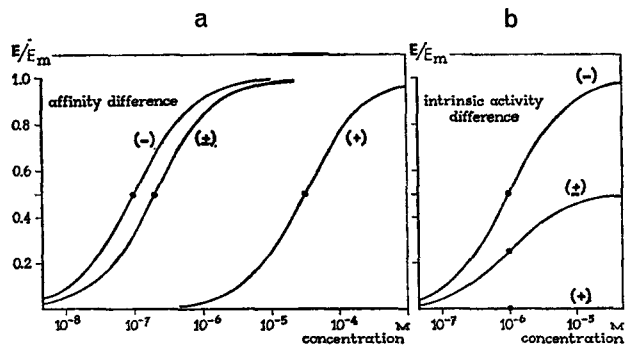 a
b
E/Em
1.0
0.8
0.6
0.4
0.2
affinity difference
(-)
(±)
(+)
10⁻⁸
10⁻⁷
10⁻⁶
10⁻⁵
10⁻⁴
M
concentration
E/Em
intrinsic activity
difference
(-)
(±)
(+)
10⁻⁷
10⁻⁶
10⁻⁵
M
concentration